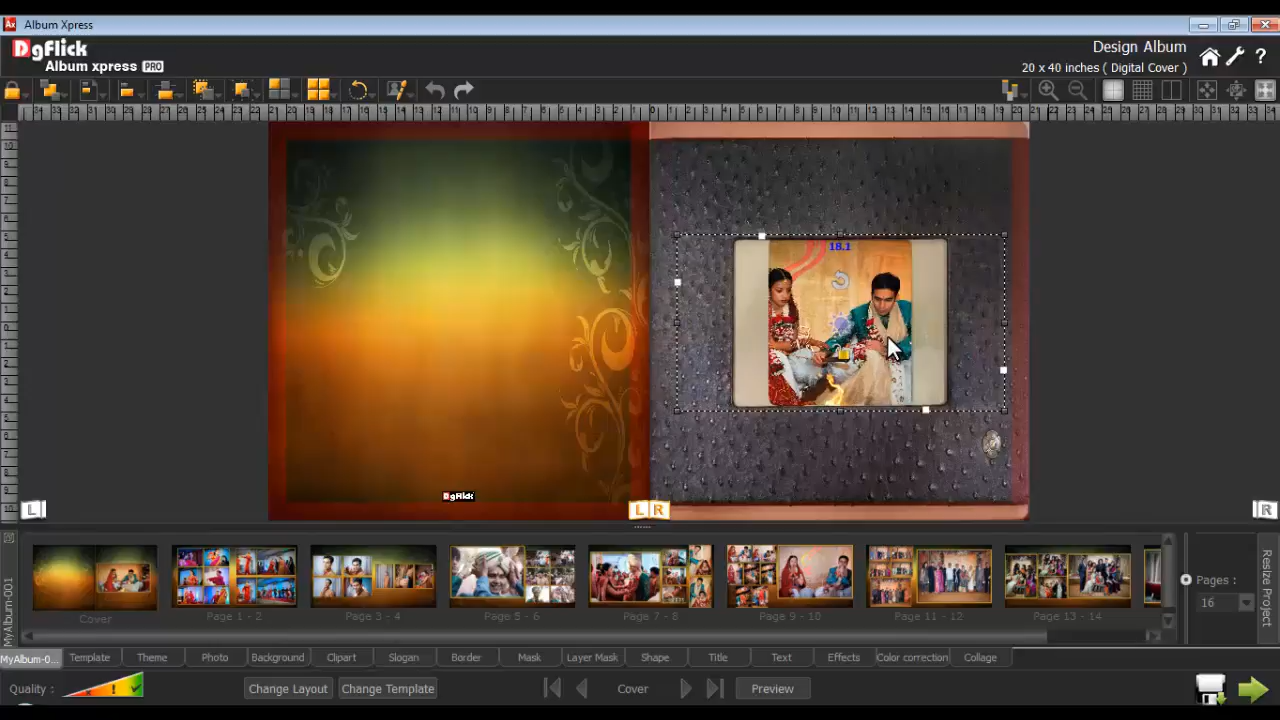 Album Xpress
DgFlick
Album xpress PRO
Design Album
20 x 40 inches ( Digital Cover )
18.1
DgFlick
L
L R
R
MyAlbum-001
Cover
Page 1 - 2
Page 3 - 4
Page 5 - 6
Page 7 - 8
Page 9 - 10
Page 11 - 12
Page 13 - 14
Pages :
16
Resize Project
MyAlbum-0...
Template
Theme
Photo
Background
Clipart
Slogan
Border
Mask
Layer Mask
Shape
Title
Text
Effects
Color correction
Collage
Quality :
Change Layout
Change Template
Cover
Preview